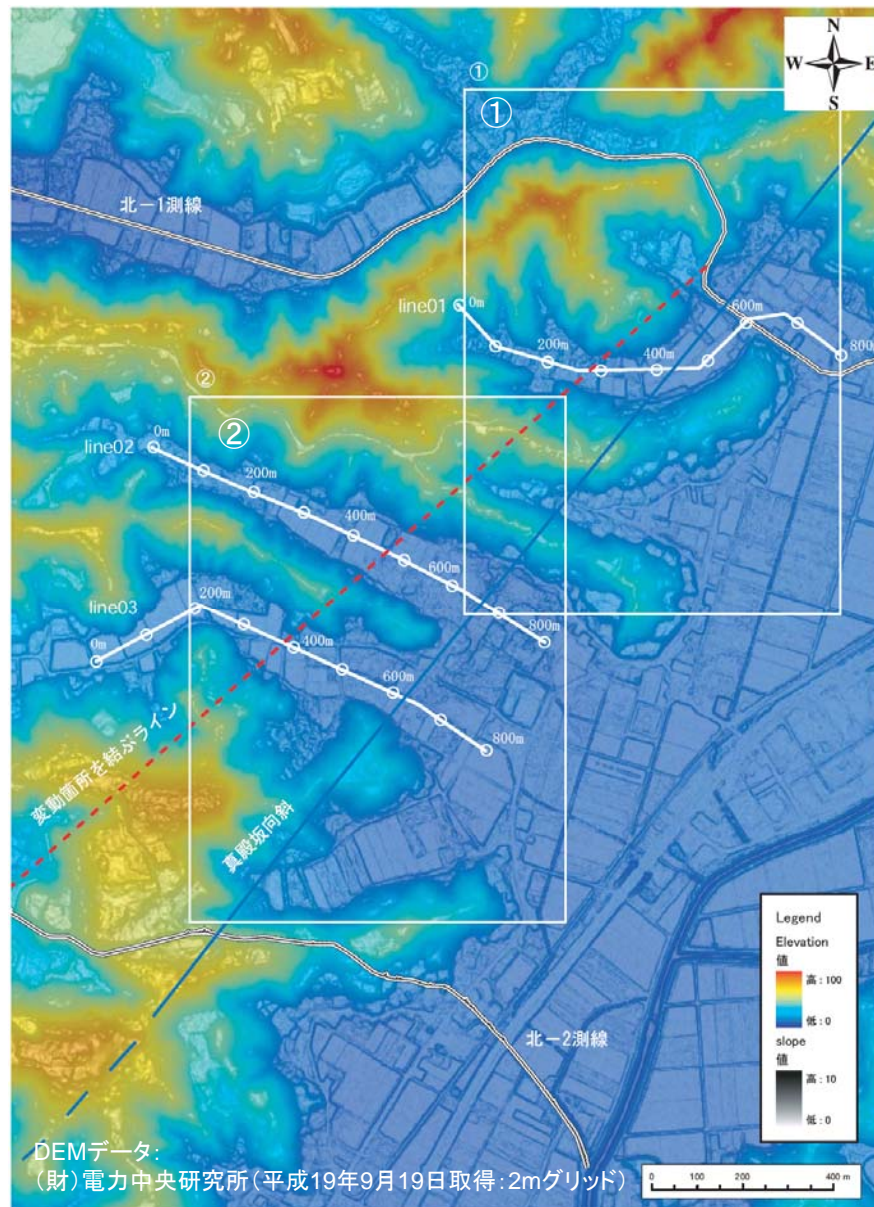 N
W E
S
①
①
北－1測線
line01
0m
200m
400m
600m
800
②
②
line02
0m
200m
400m
600m
800m
line03
0m
200m
400m
600m
800m
変動箇所を結ぶライン
真殿坂向斜
北－2測線
Legend
Elevation
値
高：100
低：0
slope
値
高：10
低：0
DEMデータ：
（財）電力中央研究所（平成19年9月19日取得：2mグリッド）
0 100 200 400 m